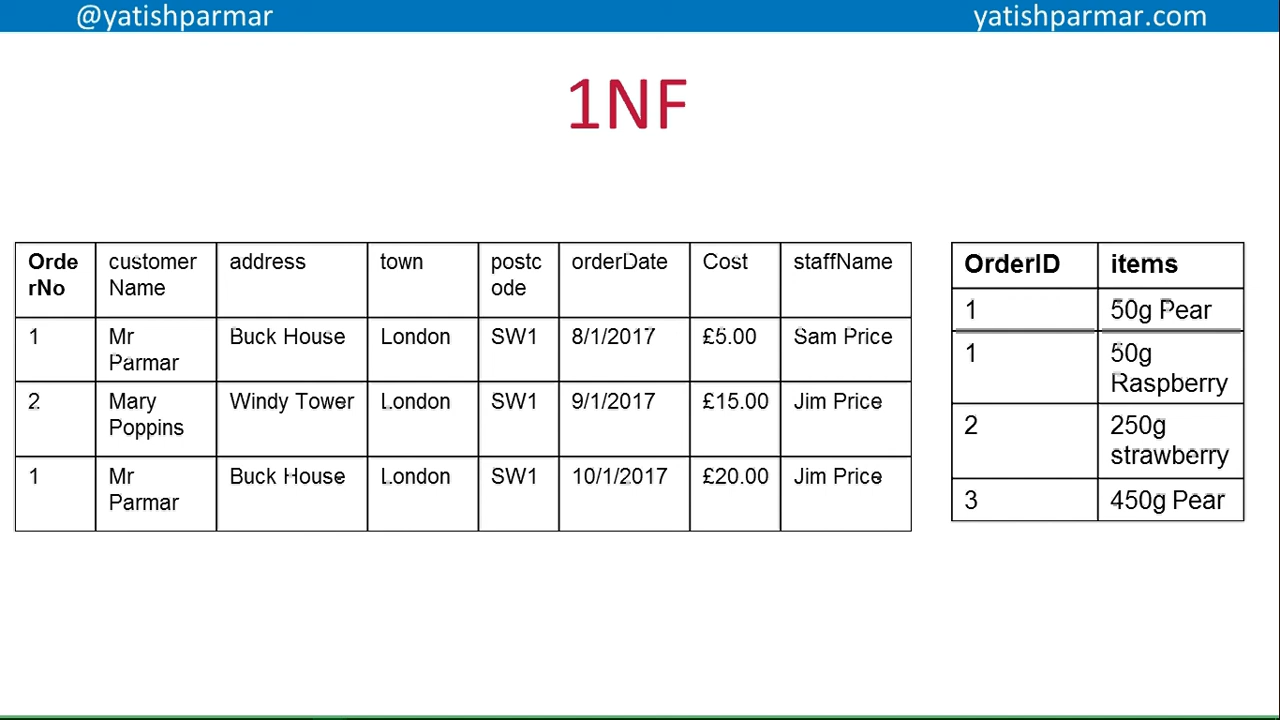 @yatishparmar yatishparmar.com
1NF
Orde customer address town postc orderDate Cost staffName
rNo Name ode
1 Mr Buck House London SW1 8/1/2017 £5.00 Sam Price
Parmar
2 Mary Windy Tower London SW1 9/1/2017 £15.00 Jim Price
Poppins
1 Mr Buck House London SW1 10/1/2017 £20.00 Jim Price
Parmar
OrderID items
1 50g Pear
1 50g
Raspberry
2 250g
strawberry
3 450g Pear